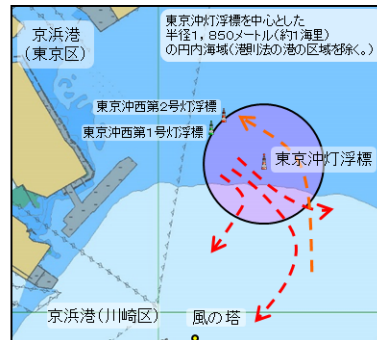 京浜港
(東京区)
東京沖灯浮標を中心とした
半径1,850メートル(約1海里)
の円内海域(港則法の港の区域を除く。)
東京沖西第2号灯浮標
東京沖西第1号灯浮標
東京沖灯浮標
京浜港(川崎区)
風の塔